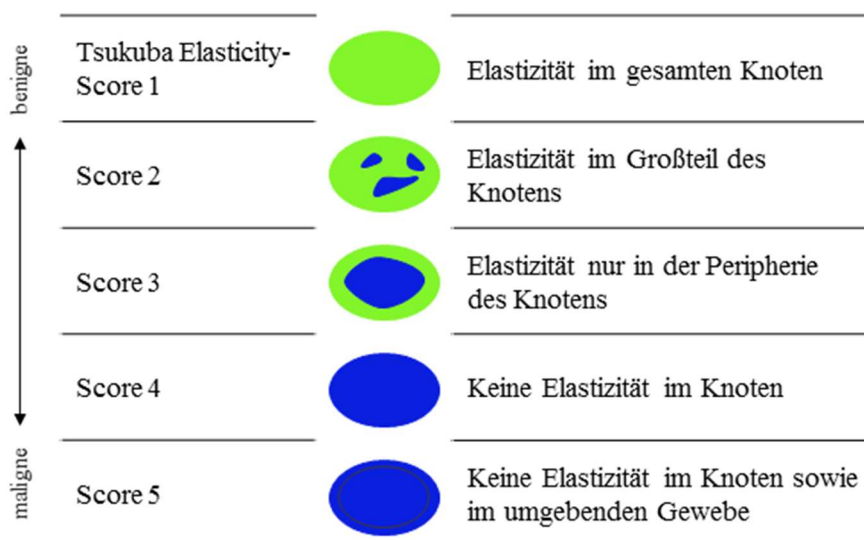 benigne
Tsukuba Elasticity-
Score 1
Elastizität im gesamten Knoten
Score 2
Elastizität im Großteil des
Knotens
Score 3
Elastizität nur in der Peripherie
des Knotens
Score 4
Keine Elastizität im Knoten
maligne
Score 5
Keine Elastizität im Knoten sowie
im umgebenden Gewebe